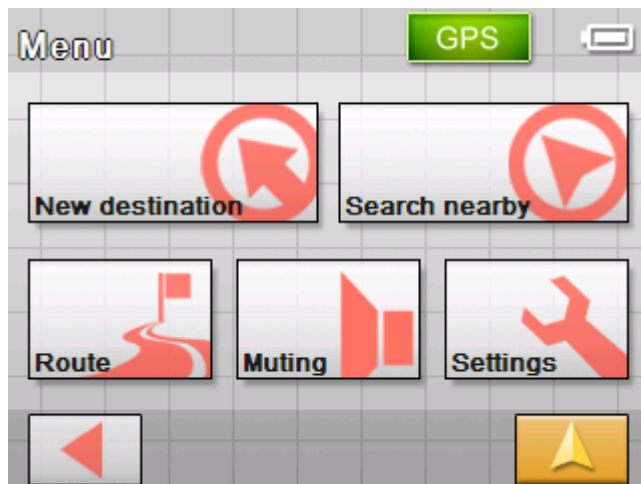 Menu
GPS
New destination
Search nearby
Route
Muting
Settings